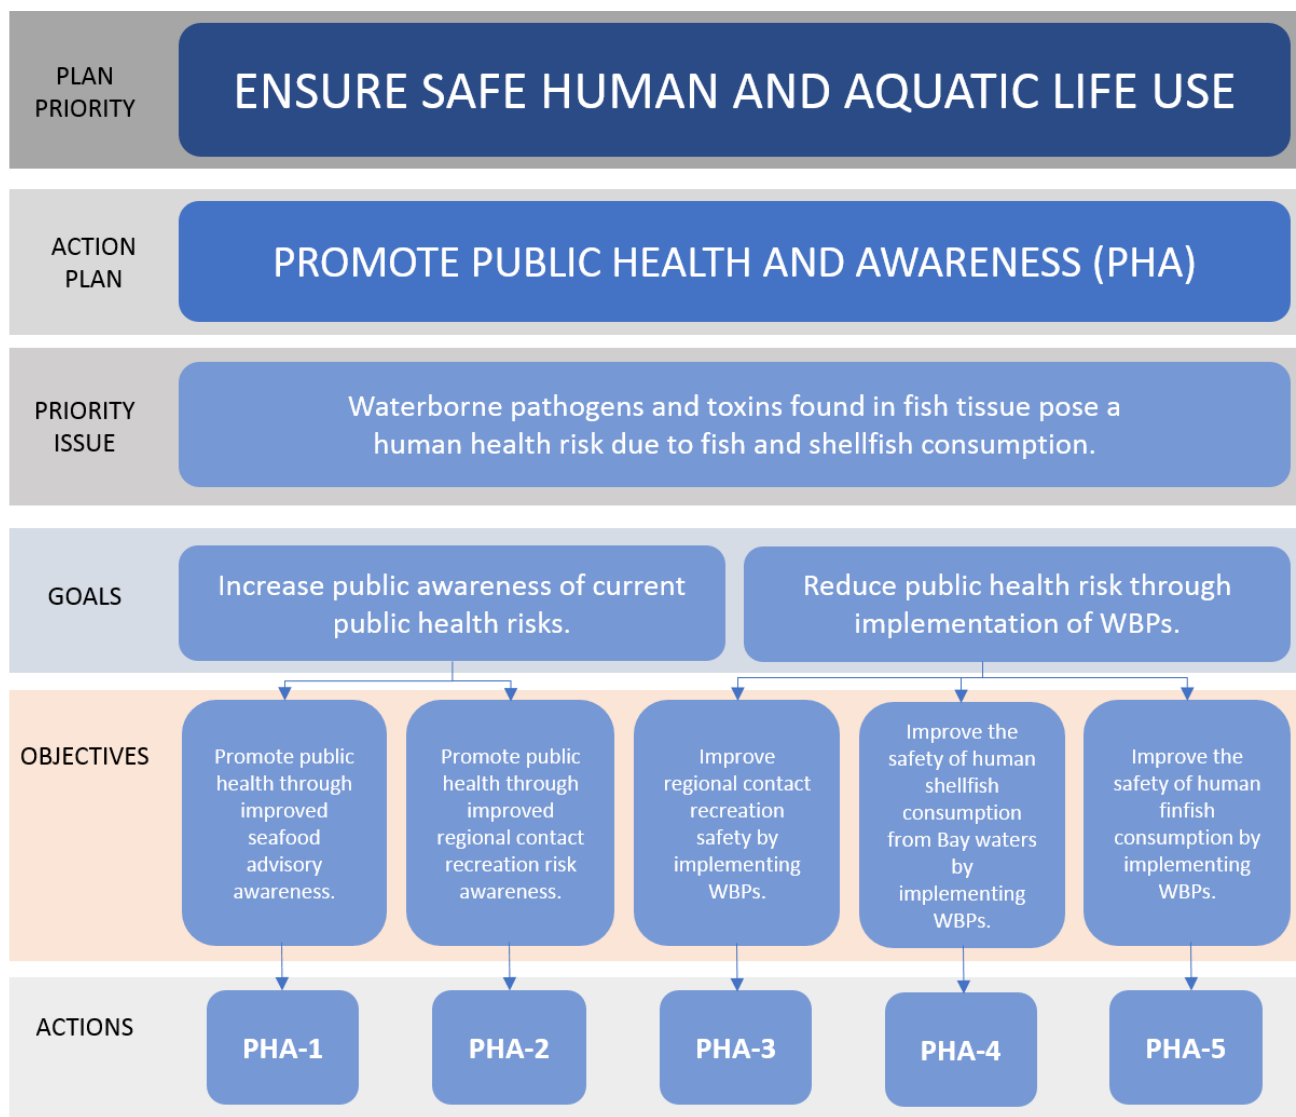 PLAN
PRIORITY
ENSURE SAFE HUMAN AND AQUATIC LIFE USE
ACTION
PLAN
PROMOTE PUBLIC HEALTH AND AWARENESS (PHA)
PRIORITY
ISSUE
Waterborne pathogens and toxins found in fish tissue pose a
human health risk due to fish and shellfish consumption.
GOALS
Increase public awareness of current
public health risks.
Reduce public health risk through
implementation of WBPs.
OBJECTIVES
Promote public
health through
improved
seafood
advisory
awareness.
Promote public
health through
improved
regional contact
recreation risk
awareness.
Improve
regional contact
recreation
safety by
implementing
WBPs.
Improve the
safety of human
shellfish
consumption
from Bay waters
by
implementing
WBPs.
Improve the
safety of human
finfish
consumption by
implementing
WBPs.
ACTIONS
PHA-1
PHA-2
PHA-3
PHA-4
PHA-5